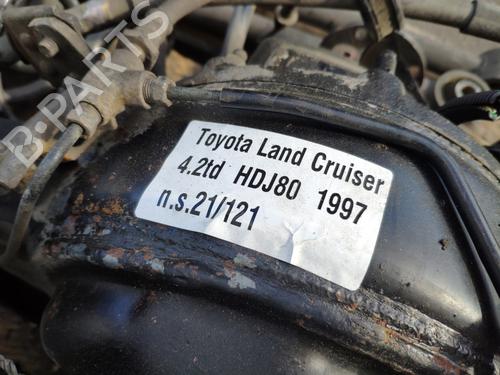 B-PARTS
Toyota Land Cruiser
4.2td HDJ80 1997
n.s.21/121